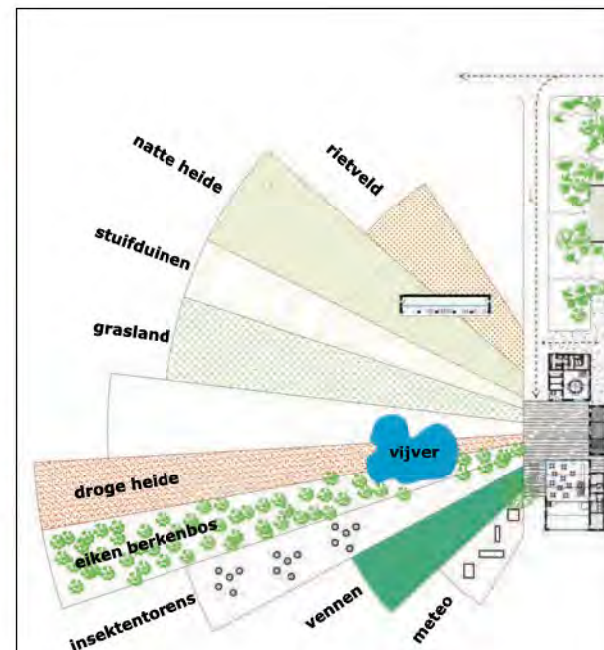 rietveld
natte heide
stuifduinen
grasland
vijver
droge heide
eiken berkenbos
insektentorens
vennen
meteo